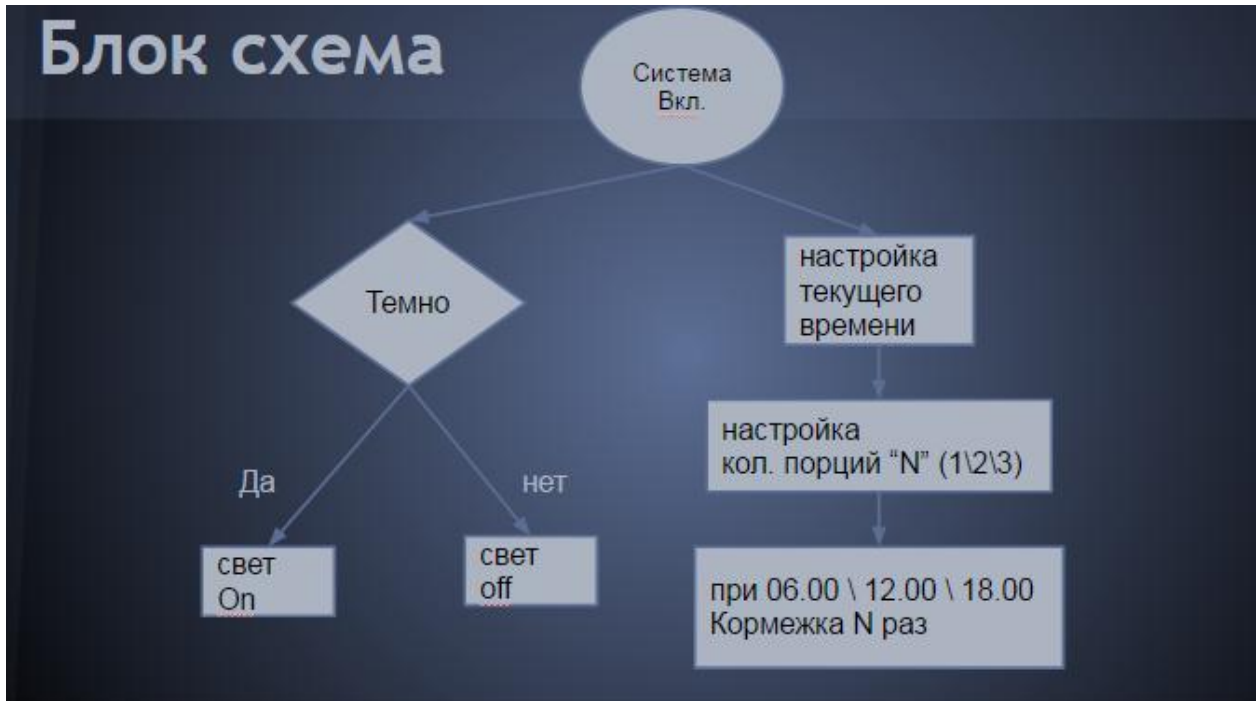 Блок схема
Система
Вкл.
Темно
Да
нет
свет
On
свет
off
настройка
текущего
времени
настройка
кол. порций “N” (1\2\3)
при 06.00 \ 12.00 \ 18.00
Кормежка N раз